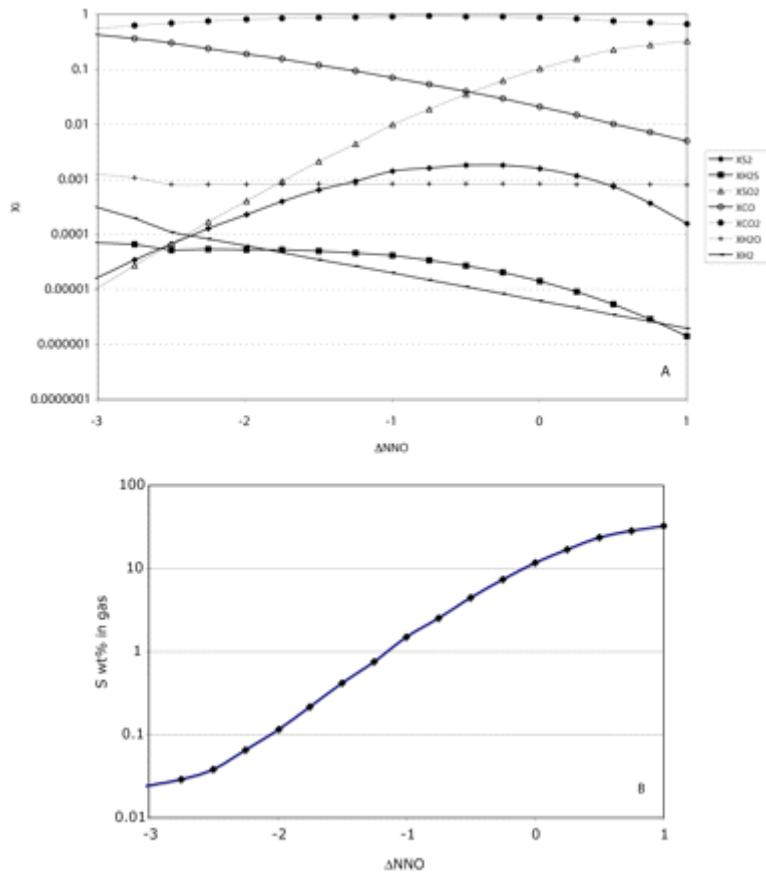 1
0.1
0.01
0.001
0.0001
0.00001
0.000001
0.0000001
Xi
-3
-2
-1
0
1
ΔNNO
A
XS2
XH2S
XSO2
XCO
XCO2
XH2O
XH2
100
10
1
0.1
0.01
S wt% in gas
-3
-2
-1
0
1
ΔNNO
B